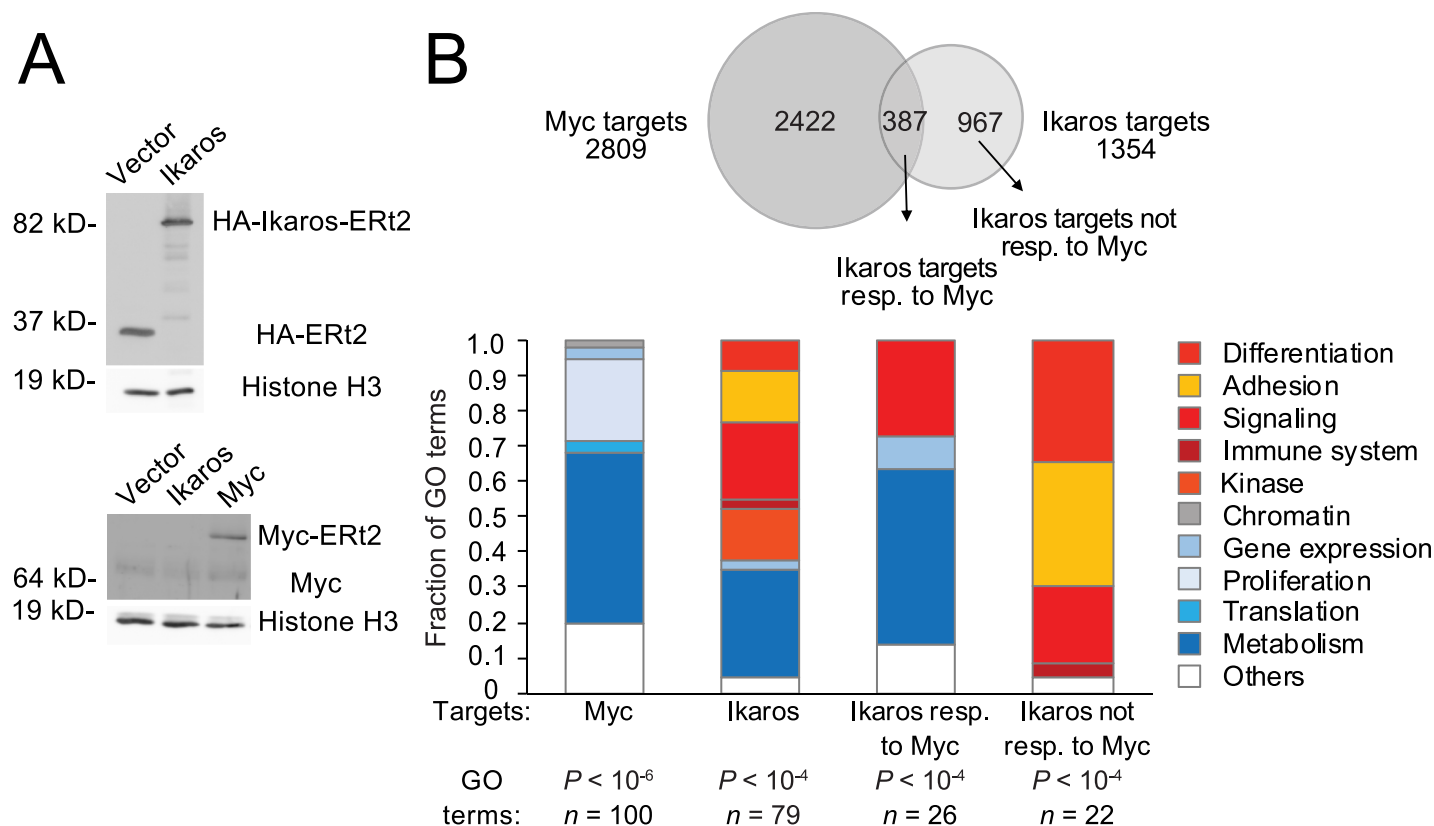 A
Vector
Ikaros
82 kD-
HA-Ikaros-ERt2
37 kD-
HA-ERt2
19 kD-
Histone H3
Vector
Ikaros
Myc
Myc-ERt2
64 kD-
Myc
19 kD-
Histone H3
B
Myc targets
2809
2422
387
967
Ikaros targets
1354
Ikaros targets not
resp. to Myc
Ikaros targets
resp. to Myc
Fraction of GO terms
1.0
0.9
0.8
0.7
0.6
0.5
0.4
0.3
0.2
0.1
0
Differentiation
Adhesion
Signaling
Immune system
Kinase
Chromatin
Gene expression
Proliferation
Translation
Metabolism
Others
Targets: Myc Ikaros Ikaros resp. Ikaros not
to Myc resp. to Myc
GO P < 10⁻⁶ P < 10⁻⁴ P < 10⁻⁴ P < 10⁻⁴
terms: n = 100 n = 79 n = 26 n = 22